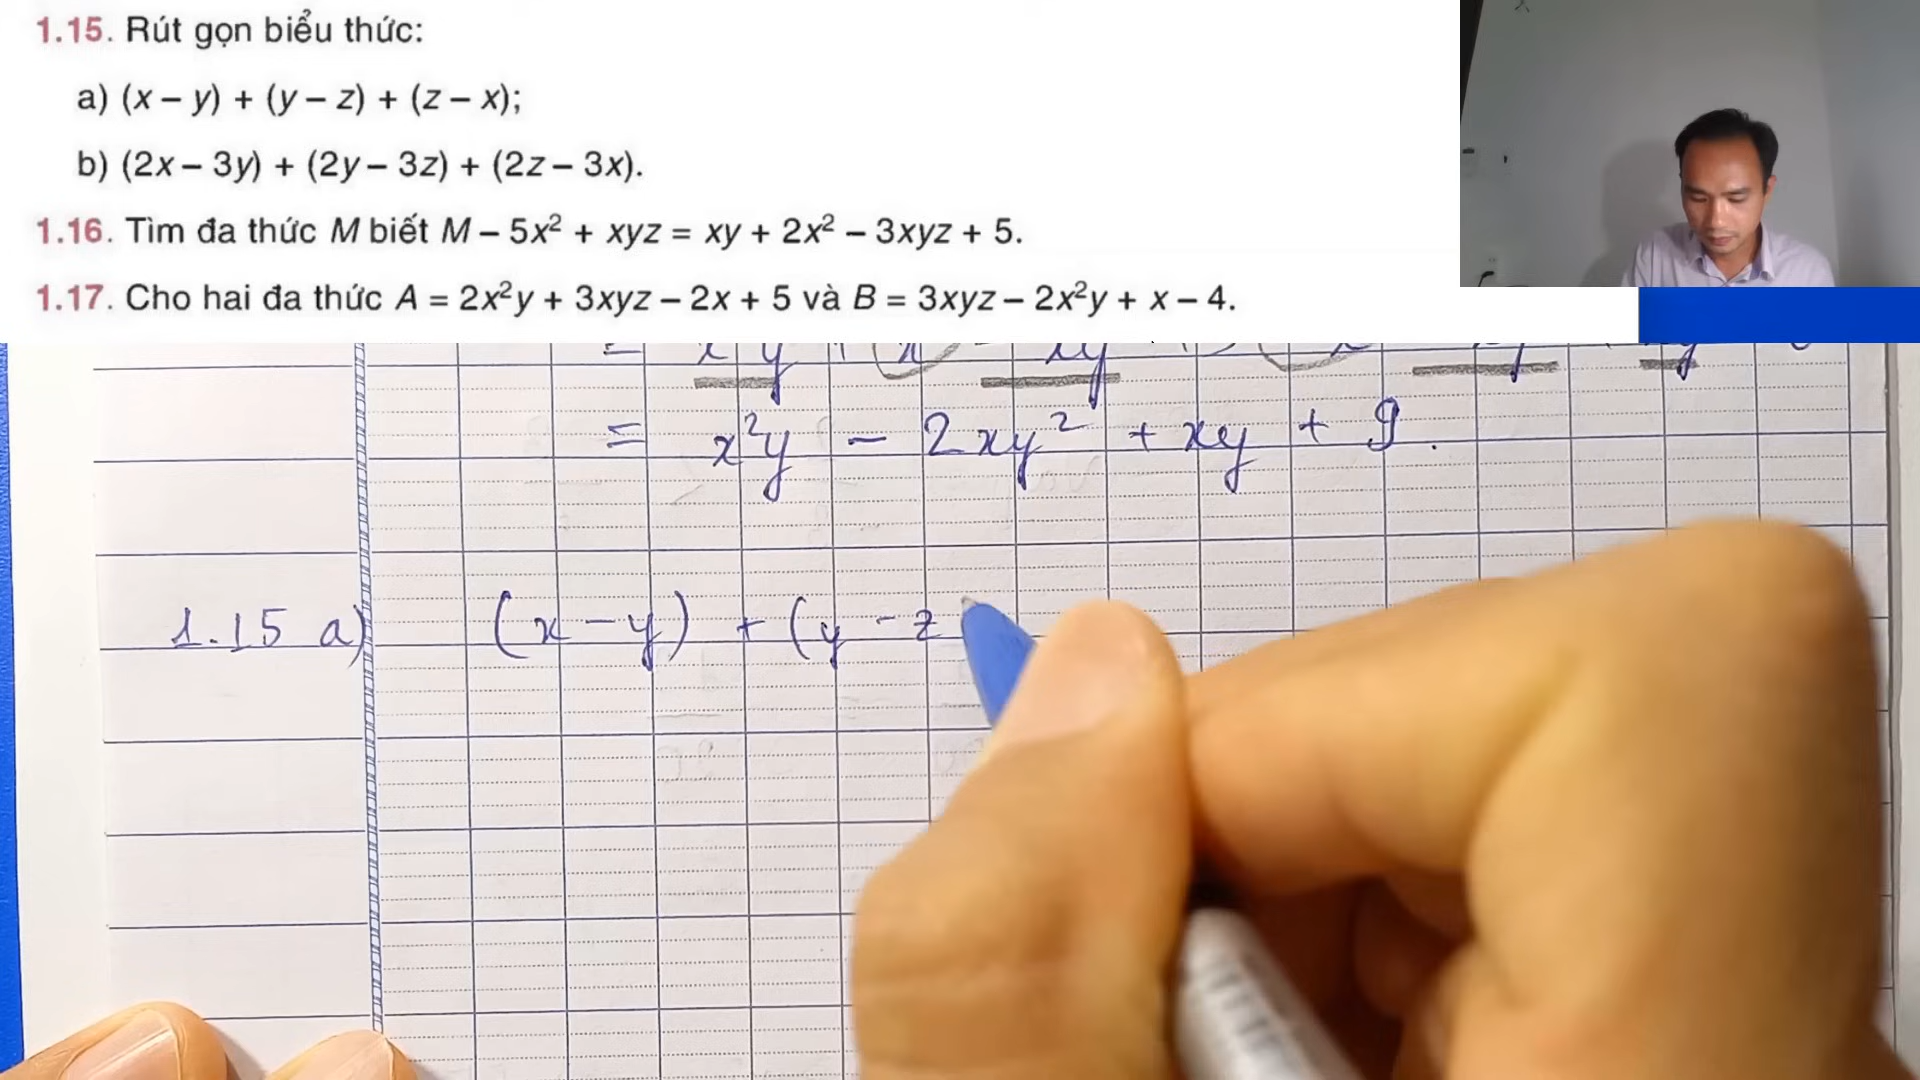 1.15. Rút gọn biểu thức:
a) (x – y) + (y – z) + (z – x);
b) (2x – 3y) + (2y – 3z) + (2z – 3x).
1.16. Tìm đa thức M biết M – 5x² + xyz = xy + 2x² – 3xyz + 5.
1.17. Cho hai đa thức A = 2x²y + 3xyz – 2x + 5 và B = 3xyz – 2x²y + x – 4.
= x²y - 2xy² + xy + 9.
1.15 a) (x - y) + (y - z